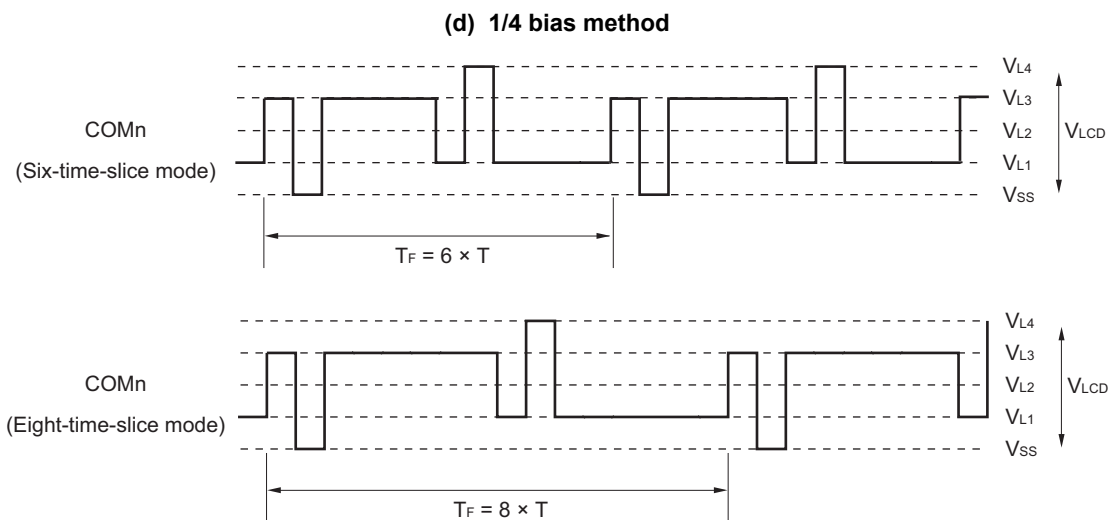 (d) 1/4 bias method
VL4
VL3
COMn
VL2
VLCD
(Six-time-slice mode)
VL1
VSS
TF = 6 × T
VL4
VL3
COMn
VL2
VLCD
(Eight-time-slice mode)
VL1
VSS
TF = 8 × T